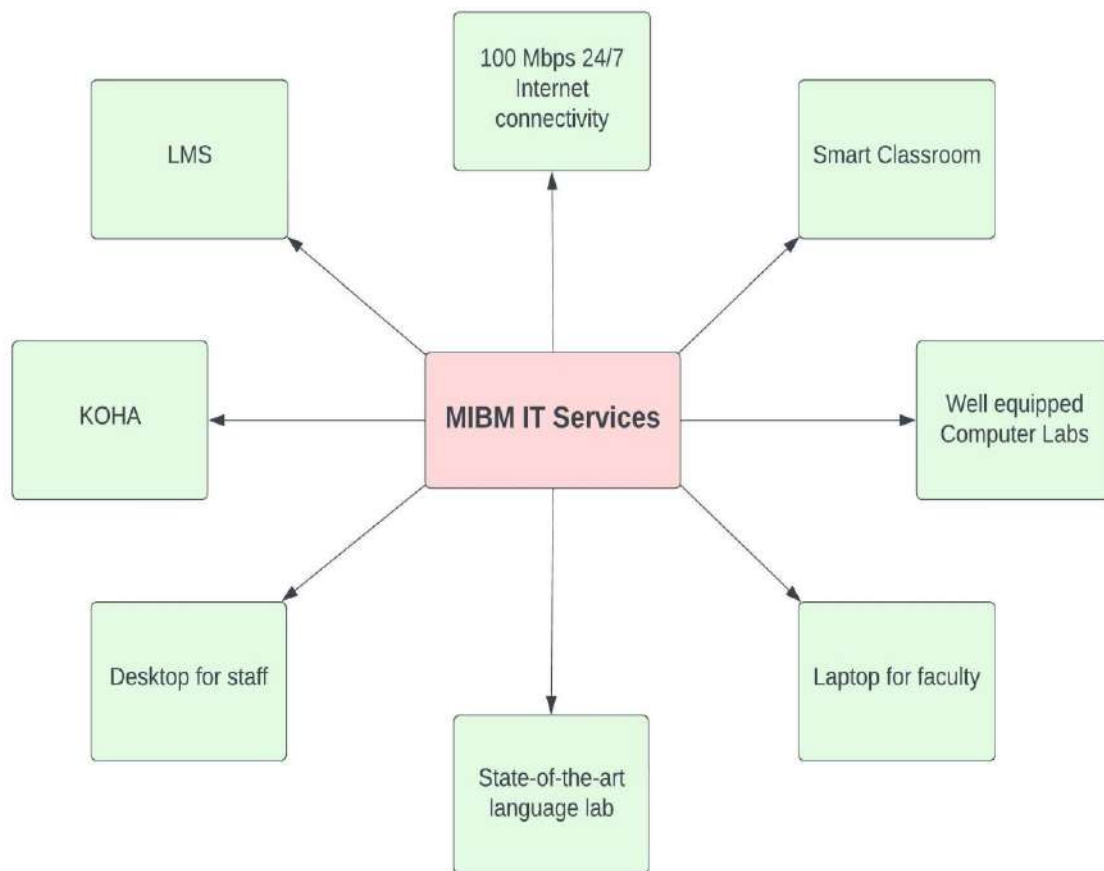 100 Mbps 24/7
Internet
connectivity
LMS
Smart Classroom
KOHA
MIBM IT Services
Well equipped
Computer Labs
Desktop for staff
Laptop for faculty
State-of-the-art
language lab